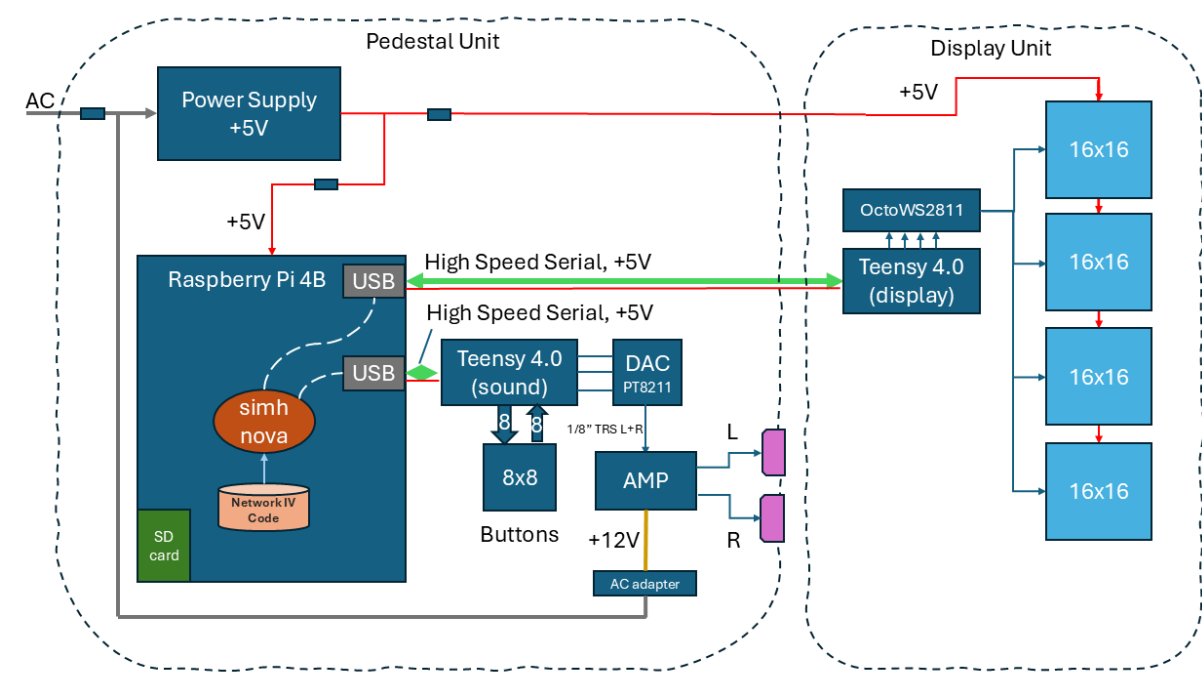 Pedestal Unit
Display Unit
AC
Power Supply
+5V
+5V
16x16
+5V
OctoWS2811
16x16
Raspberry Pi 4B
USB
High Speed Serial, +5V
Teensy 4.0
(display)
High Speed Serial, +5V
USB
Teensy 4.0
(sound)
DAC
PT8211
16x16
simh
nova
8
8
1/8” TRS L+R
L
8x8
AMP
16x16
Network IV
Code
Buttons
+12V
R
SD
card
AC adapter